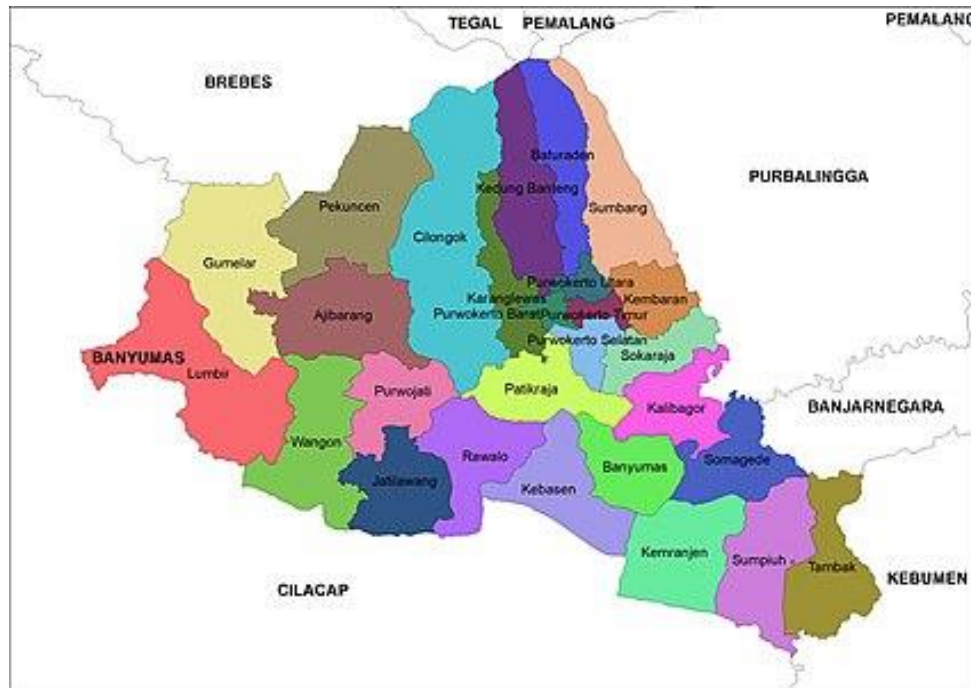 TEGAL PEMALANG PEMALANG
BREBES
Baturaden
PURBALINGGA
Kedung Banteng
Pekuncen
Sumbang
Cilongok
Gumelar
Purwokerto Utara
Karanglewas
Kembaran
Ajibarang
Purwokerto Barat
Purwokerto Timur
Purwokerto Selatan
BANYUMAS
Sokaraja
Lumbir
Purwojati
Patikraja
Kalibagor
BANJARNEGARA
Wangon
Rawalo
Banyumas
Somagede
Jatilawang
Kebasen
Kemranjen
Sumpiuh
Tambak
KEBUMEN
CILACAP